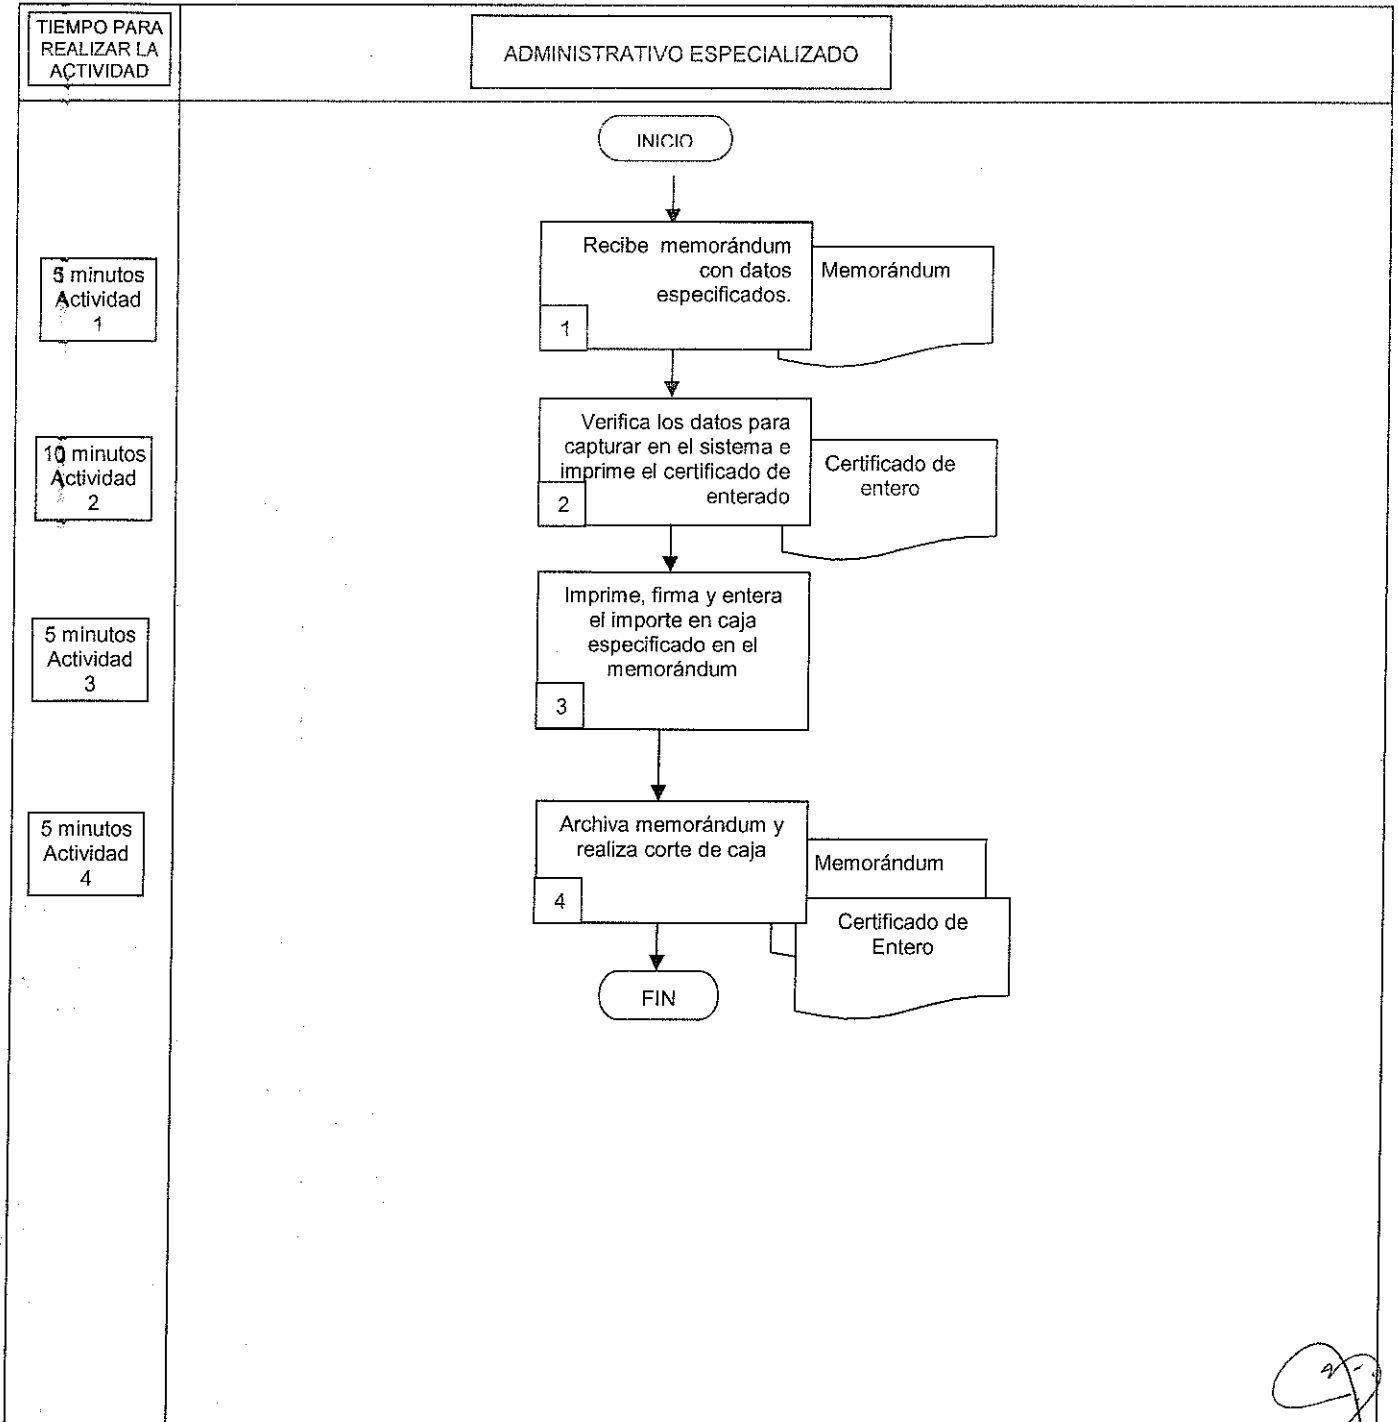 TIEMPO PARA
REALIZAR LA
ACTIVIDAD
ADMINISTRATIVO ESPECIALIZADO
INICIO
5 minutos
Actividad
1
Recibe memorándum
con datos
especificados.
1
Memorándum
10 minutos
Actividad
2
Verifica los datos para
capturar en el sistema e
imprime el certificado de
enterado
2
Certificado de
entero
5 minutos
Actividad
3
Imprime, firma y entera
el importe en caja
especificado en el
memorándum
3
5 minutos
Actividad
4
Archiva memorándum y
realiza corte de caja
4
Memorándum
Certificado de
Entero
FIN